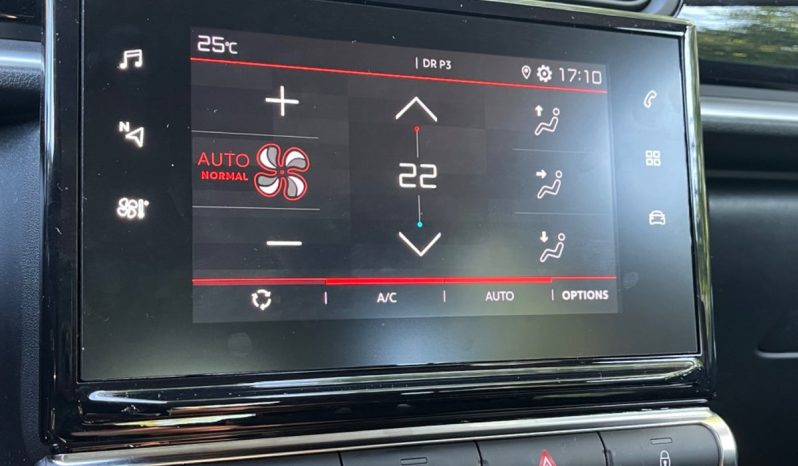 25°C
DR P3
17:10
N
AUTO
NORMAL
22
A/C
AUTO
OPTIONS